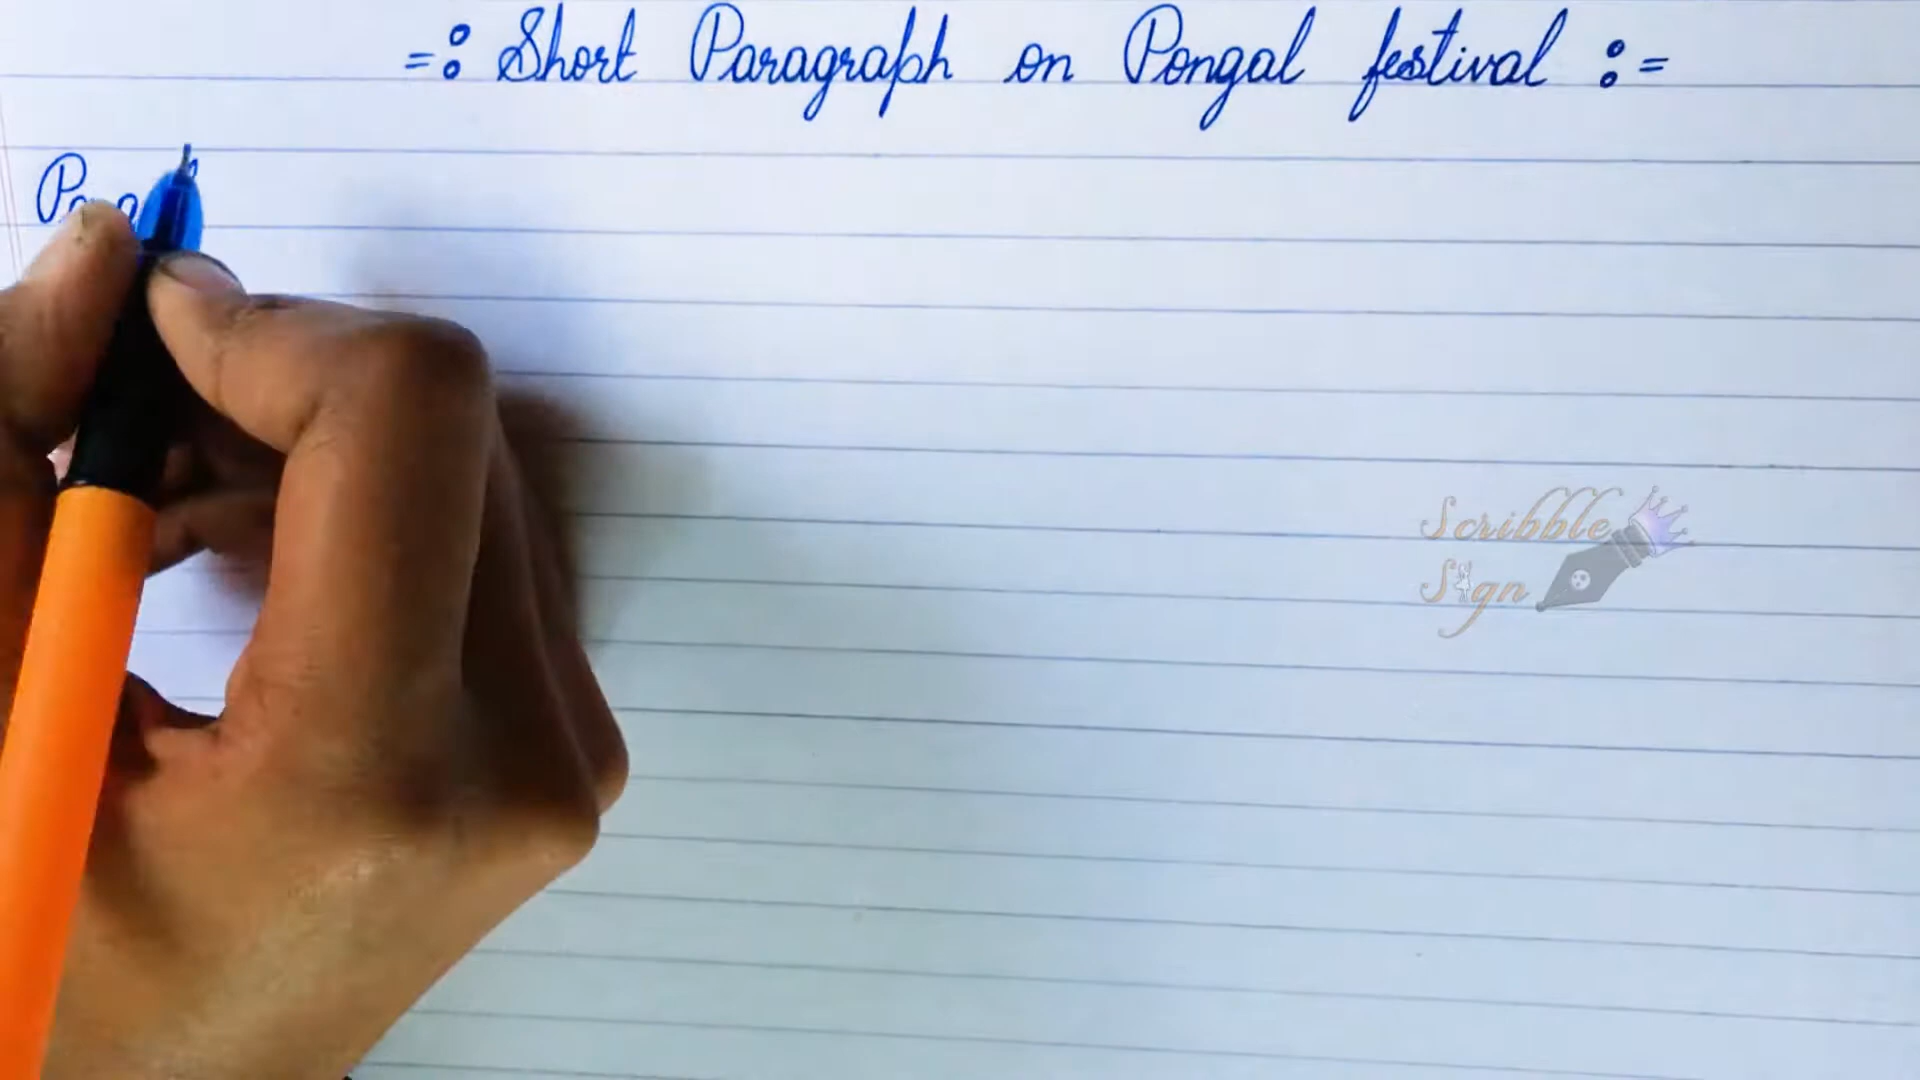 =: Short Paragraph on Pongal festival :=
Scribble
Sign